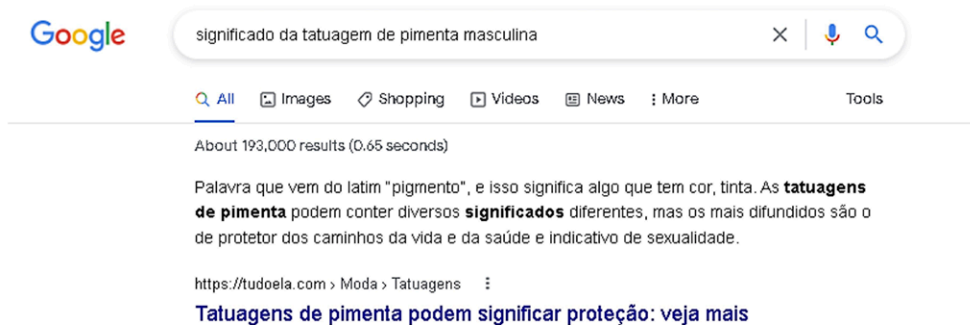 Google
significado da tatuagem de pimenta masculina
All Images Shopping Videos News More Tools
About 193,000 results (0.65 seconds)
Palavra que vem do latim "pigmento", e isso significa algo que tem cor, tinta. As tatuagens
de pimenta podem conter diversos significados diferentes, mas os mais difundidos são o
de protetor dos caminhos da vida e da saúde e indicativo de sexualidade.
https://tudoela.com › Moda › Tatuagens
Tatuagens de pimenta podem significar proteção: veja mais